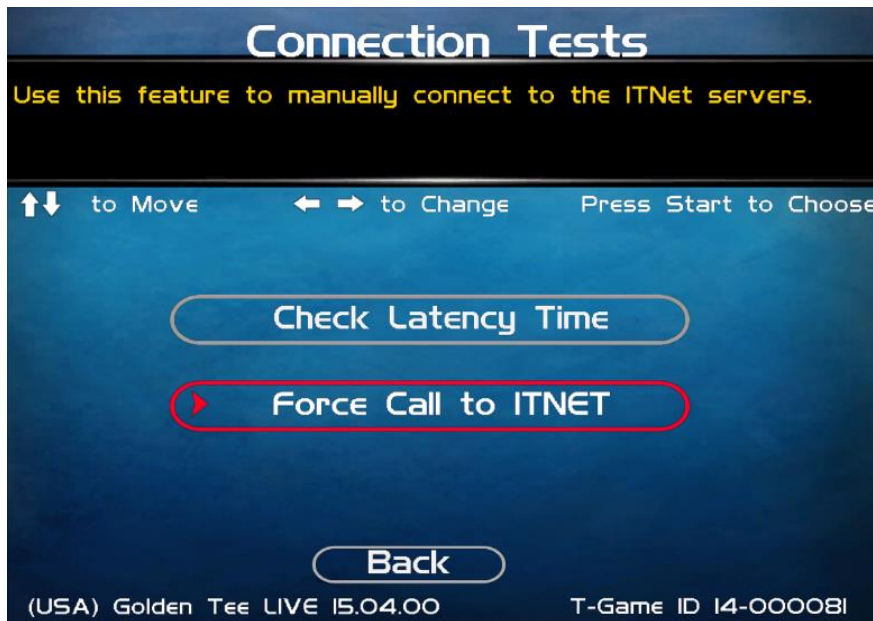 Connection Tests
Use this feature to manually connect to the ITNet servers.
to Move to Change Press Start to Choose
Check Latency Time
Force Call to ITNET
Back
(USA) Golden Tee LIVE 15.04.00 T-Game ID 14-000081